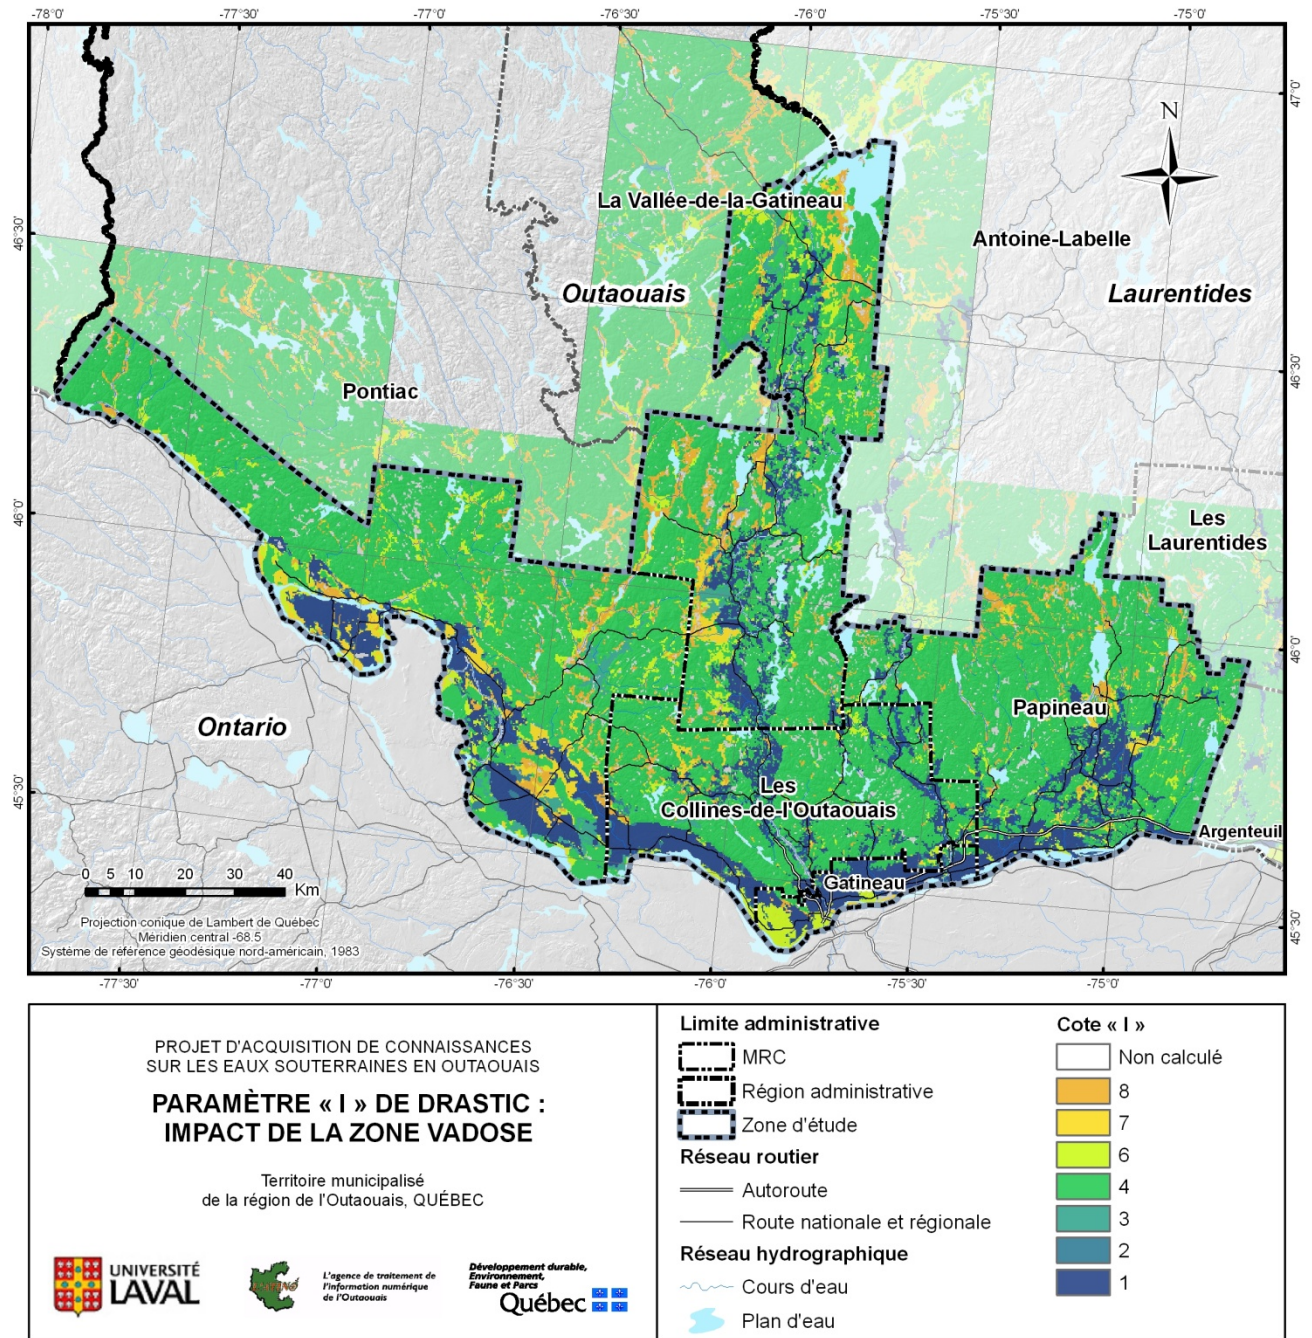 -78°0'
-77°30'
-77°0'
-76°30'
-76°0'
-75°30'
-75°0'
47°0'
N
La Vallée-de-la-Gatineau
Antoine-Labelle
46°30'
Outaouais
Laurentides
46°30'
Pontiac
46°0'
Les
Laurentides
46°0'
Papineau
Ontario
45°30'
Les
Collines-de-l'Outaouais
Argenteuil
Gatineau
0 5 10 20 30 40
Km
45°30'
Projection conique de Lambert de Québec
Méridien central -68.5
Système de référence géodésique nord-américain, 1983
-77°30'
-77°0'
-76°30'
-76°0'
-75°30'
-75°0'
PROJET D'ACQUISITION DE CONNAISSANCES
SUR LES EAUX SOUTERRAINES EN OUTAOUAIS
PARAMÈTRE « I » DE DRASTIC :
IMPACT DE LA ZONE VADOSE
Territoire municipalisé
de la région de l'Outaouais, QUÉBEC
UNIVERSITÉ
LAVAL
L'agence de traitement de
l'information numérique
de l'Outaouais
Développement durable,
Environnement,
Faune et Parcs
Québec
Limite administrative
MRC
Région administrative
Zone d'étude
Réseau routier
Autoroute
Route nationale et régionale
Réseau hydrographique
Cours d'eau
Plan d'eau
Cote « I »
Non calculé
8
7
6
4
3
2
1